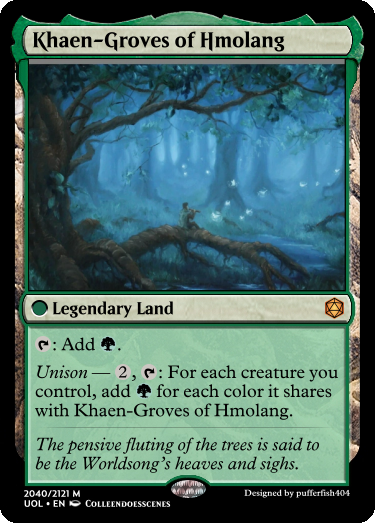 Khaen-Groves of Hmolang
Legendary Land
: Add .
Unison — 2, : For each creature you
control, add for each color it shares
with Khaen-Groves of Hmolang.
The pensive fluting of the trees is said to
be the Worldsong's heaves and sighs.
2040/2121 M
UOL • EN Colleendoesscenes
Designed by pufferfish404